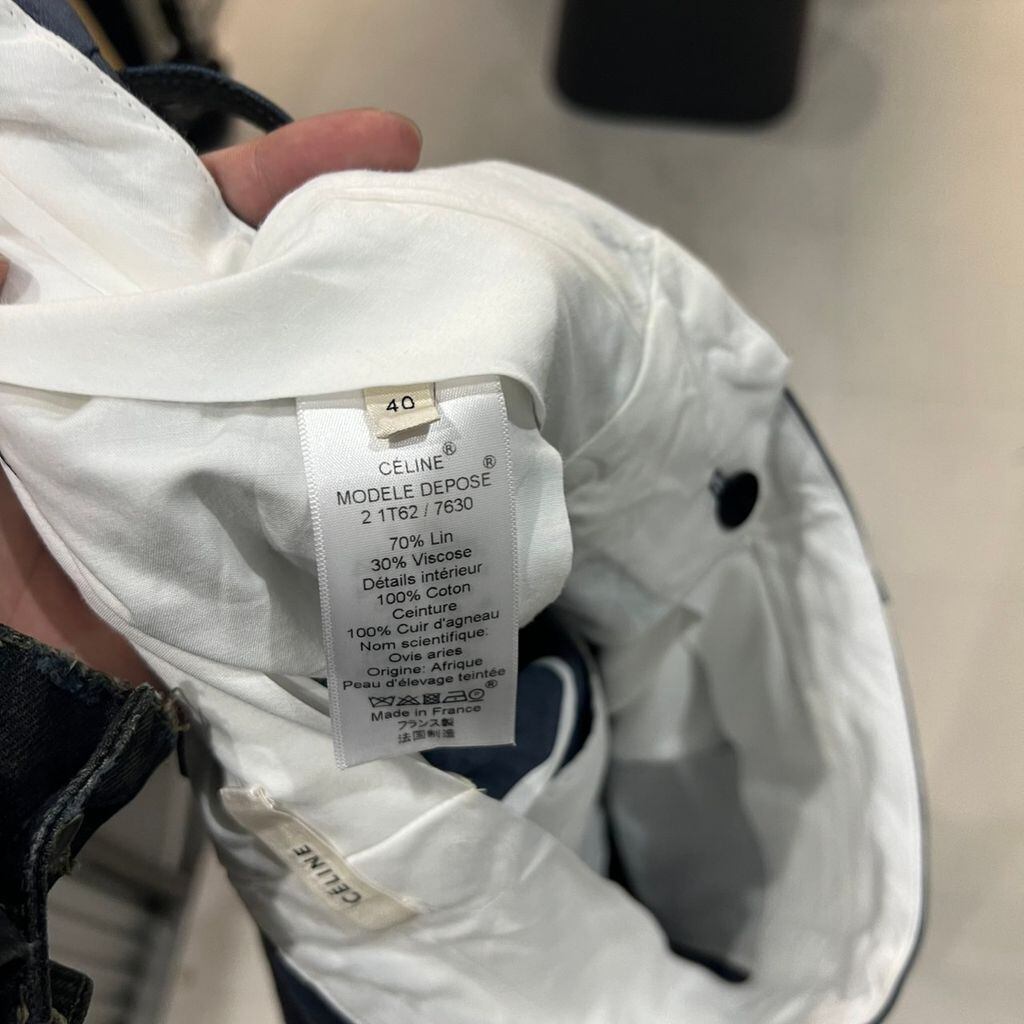 40
CÉLINE®
MODELE DEPOSE®
2 1T62 / 7630
70% Lin
30% Viscose
Détails intérieur
100% Coton
Ceinture
100% Cuir d'agneau
Nom scientifique:
Ovis aries
Origine: Afrique
Peau d'élevage teintée
®
Made in France
フランス製
法国制造
CÉLINE